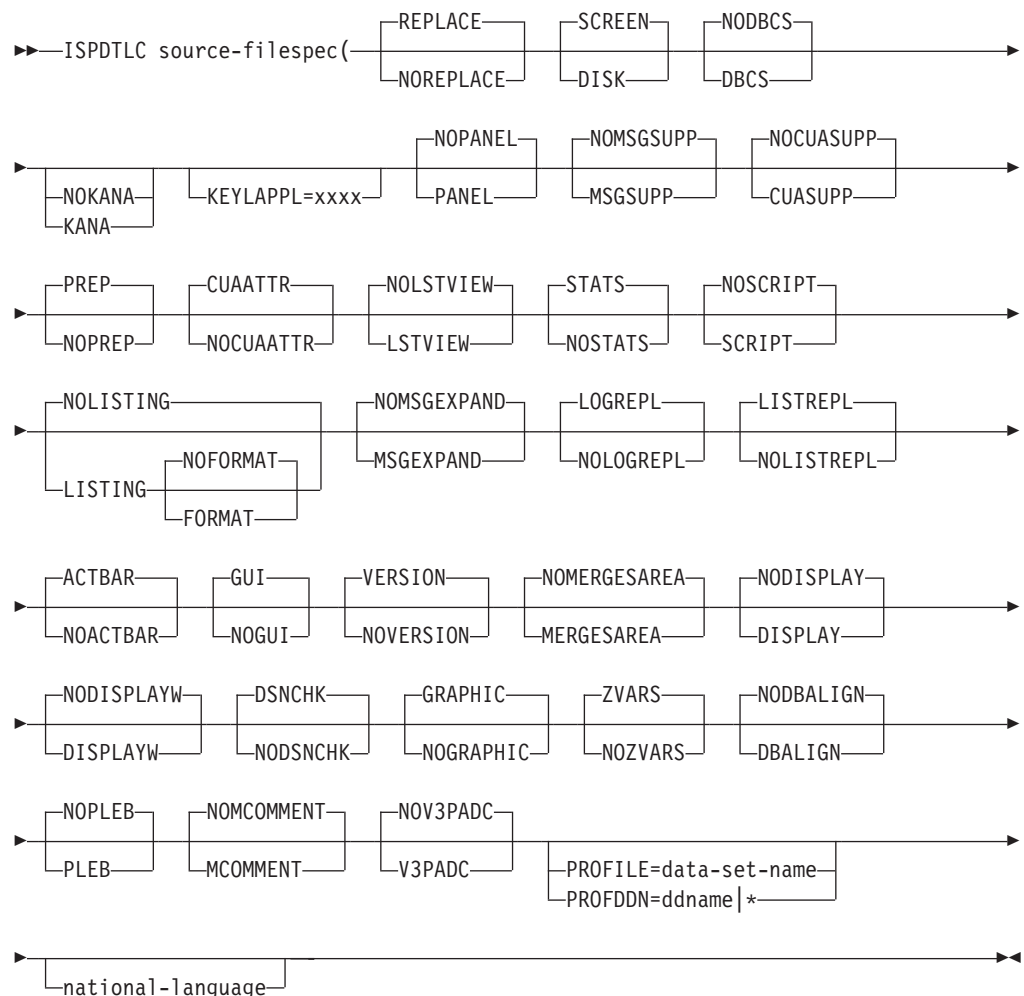 REPLACE SCREEN NODBCS
ISPDTLC source-filespec(
NOREPLACE DISK DBCS
NOPANEL NOMSGSUPP NOCUASUPP
NOKANA KEYLAPPL=xxxx PANEL MSGSUPP CUASUPP
KANA
PREP CUAATTR NOLSTVIEW STATS NOSCRIPT
NOPREP NOCUAATTR LSTVIEW NOSTATS SCRIPT
NOLISTING NOMSGEXPAND LOGREPL LISTREPL
NOFORMAT MSGEXPAND NOLOGREPL NOLISTREPL
LISTING
FORMAT
ACTBAR GUI VERSION NOMERGESAREA NODISPLAY
NOACTBAR NOGUI NOVERSION MERGESAREA DISPLAY
NODISPLAYW DSNCHK GRAPHIC ZVARS NODBALIGN
DISPLAYW NODSNCHK NOGRAPHIC NOZVARS DBALIGN
NOPLEB NOMCOMMENT NOV3PADC
PLEB MCOMMENT V3PADC PROFILE=data-set-name
PROFDDN=ddname|*
national-language